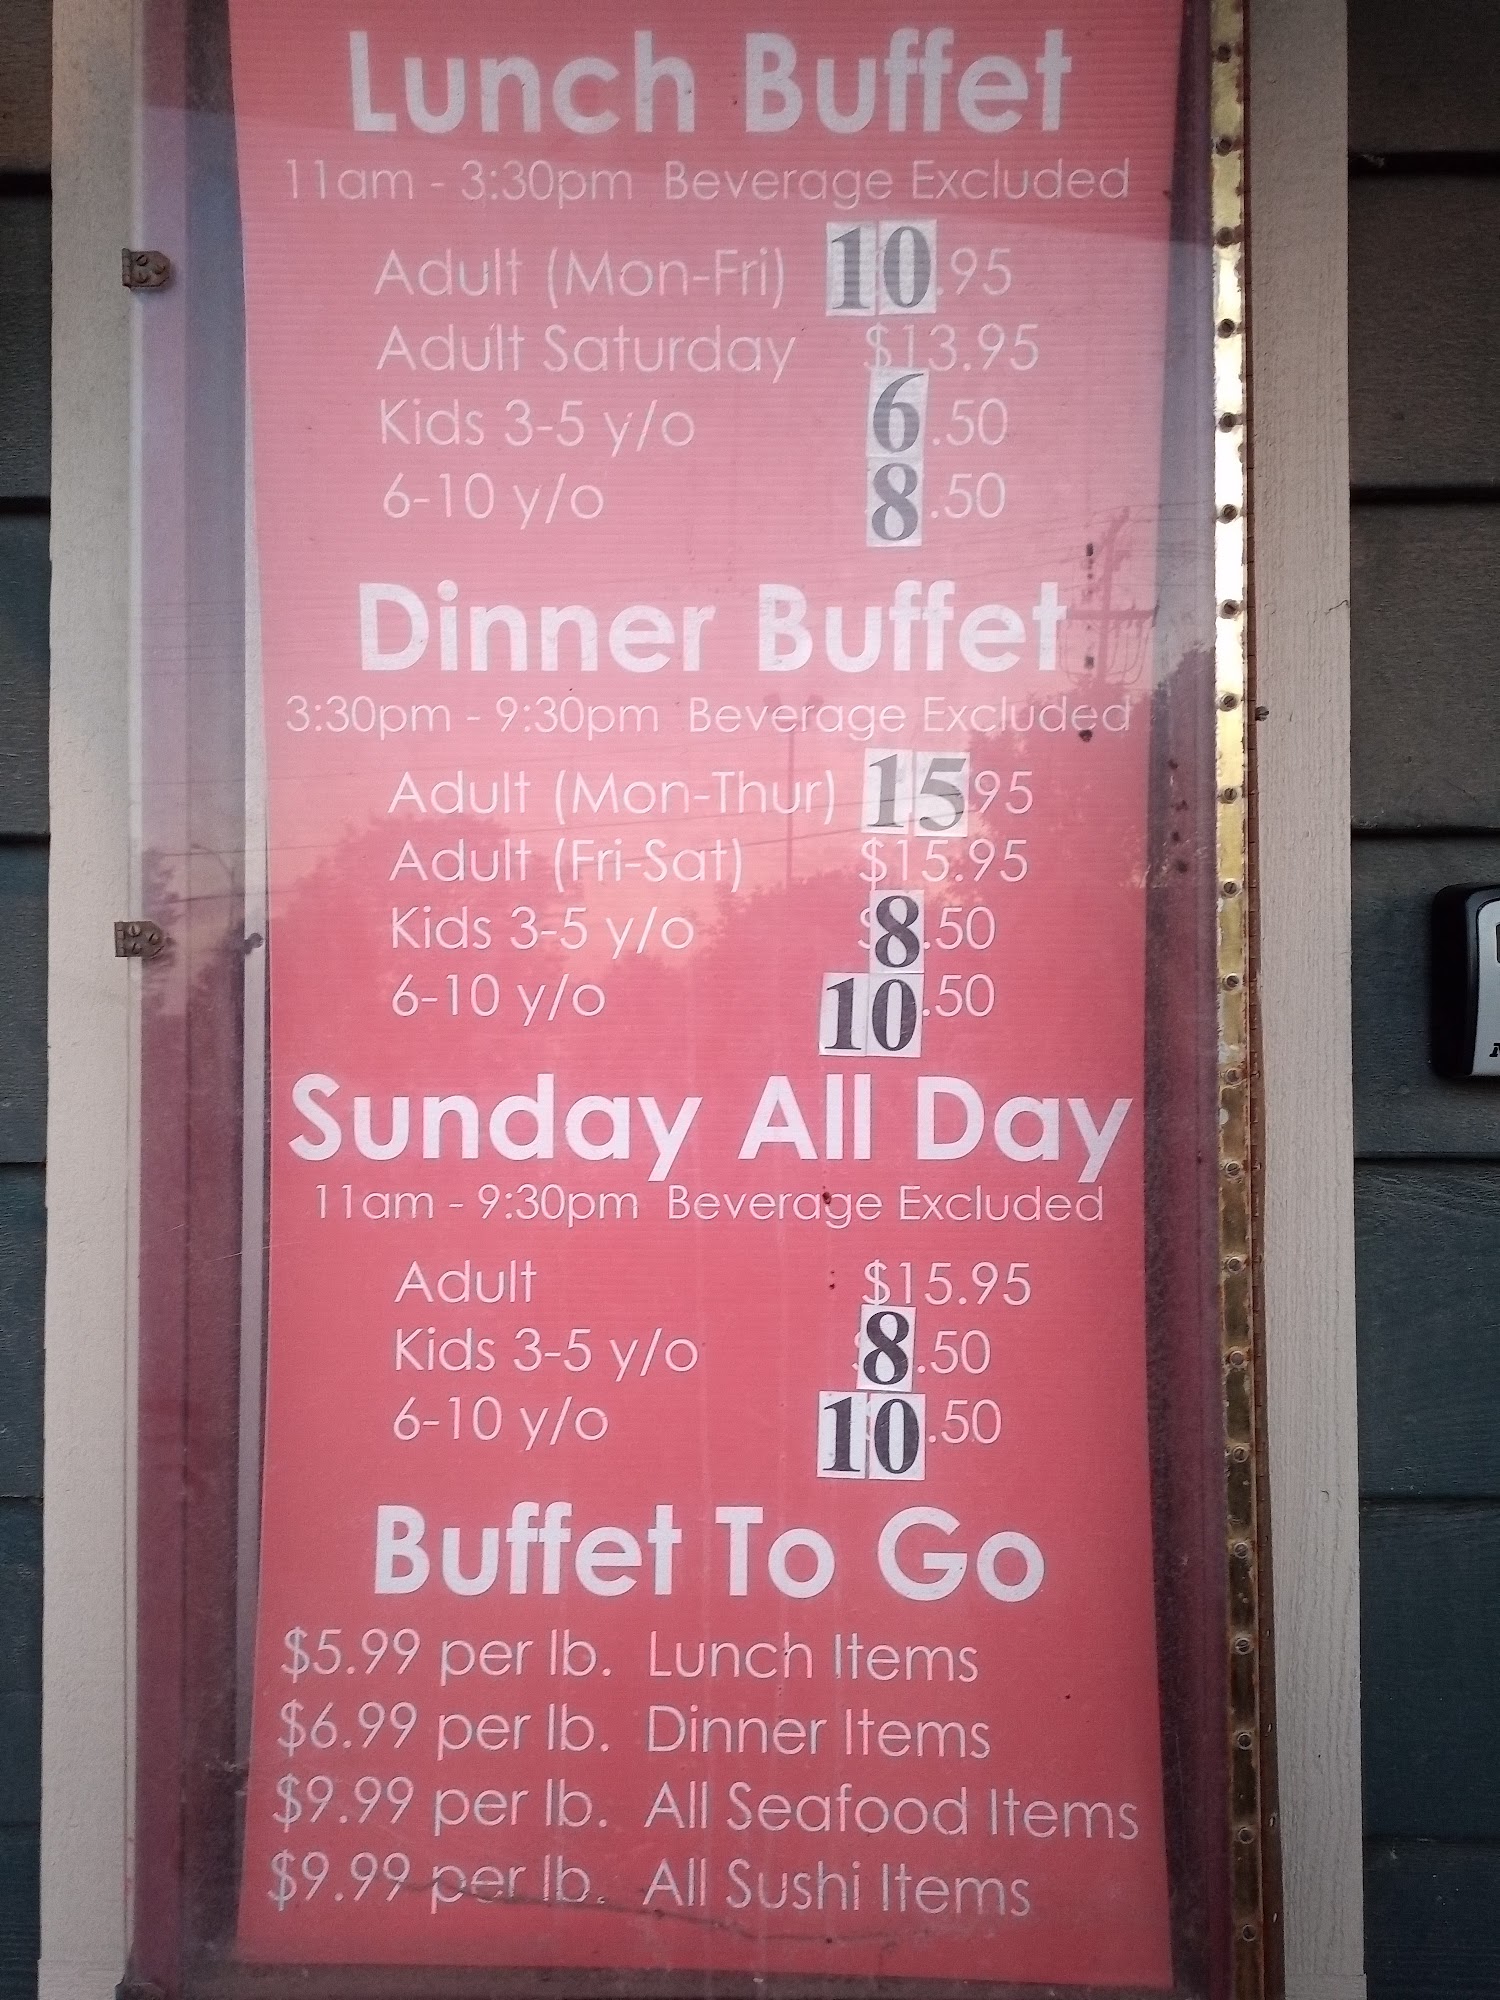 Lunch Buffet
11am - 3:30pm Beverage Excluded
Adult (Mon-Fri) 10.95
Adult Saturday $13.95
Kids 3-5 y/o 6.50
6-10 y/o 8.50
Dinner Buffet
3:30pm - 9:30pm Beverage Excluded
Adult (Mon-Thur) 1595
Adult (Fri-Sat) $15.95
Kids 3-5 y/o $8.50
6-10 y/o 10.50
Sunday All Day
11am - 9:30pm Beverage Excluded
Adult $15.95
Kids 3-5 y/o 8.50
6-10 y/o 10.50
Buffet To Go
$5.99 per lb. Lunch Items
$6.99 per lb. Dinner Items
$9.99 per lb. All Seafood Items
$9.99 per lb. All Sushi Items